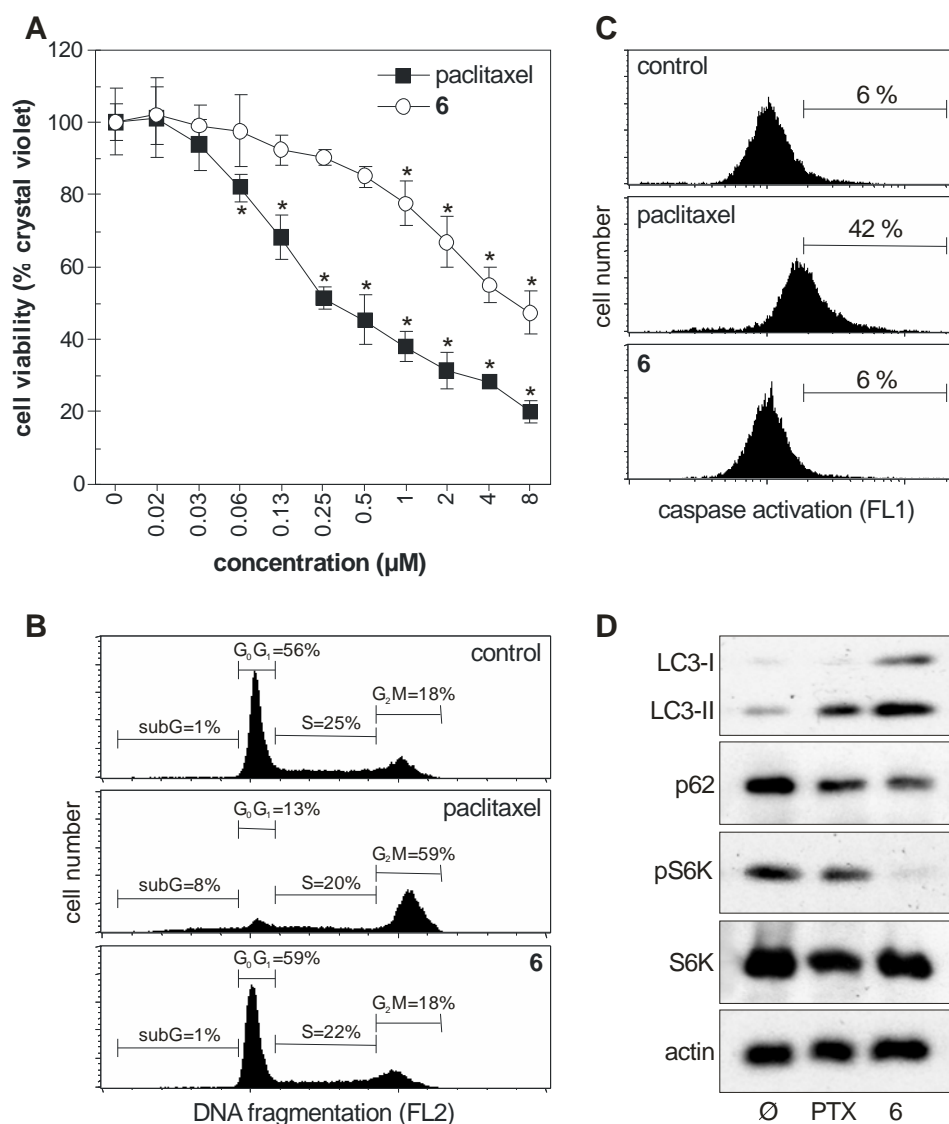 A
120
100
80
60
40
20
0
cell viability (% crystal violet)
paclitaxel
6
*
*
*
*
*
*
*
*
*
*
*
*
0
0.02
0.03
0.06
0.13
0.25
0.5
1
2
4
8
concentration (µM)
C
control
6 %
paclitaxel
42 %
6
6 %
cell number
caspase activation (FL1)
B
control
G₀G₁=56%
G₂M=18%
subG=1%
S=25%
paclitaxel
G₀G₁=13%
G₂M=59%
subG=8%
S=20%
6
G₀G₁=59%
G₂M=18%
subG=1%
S=22%
cell number
DNA fragmentation (FL2)
D
LC3-I
LC3-II
p62
pS6K
S6K
actin
Ø PTX 6